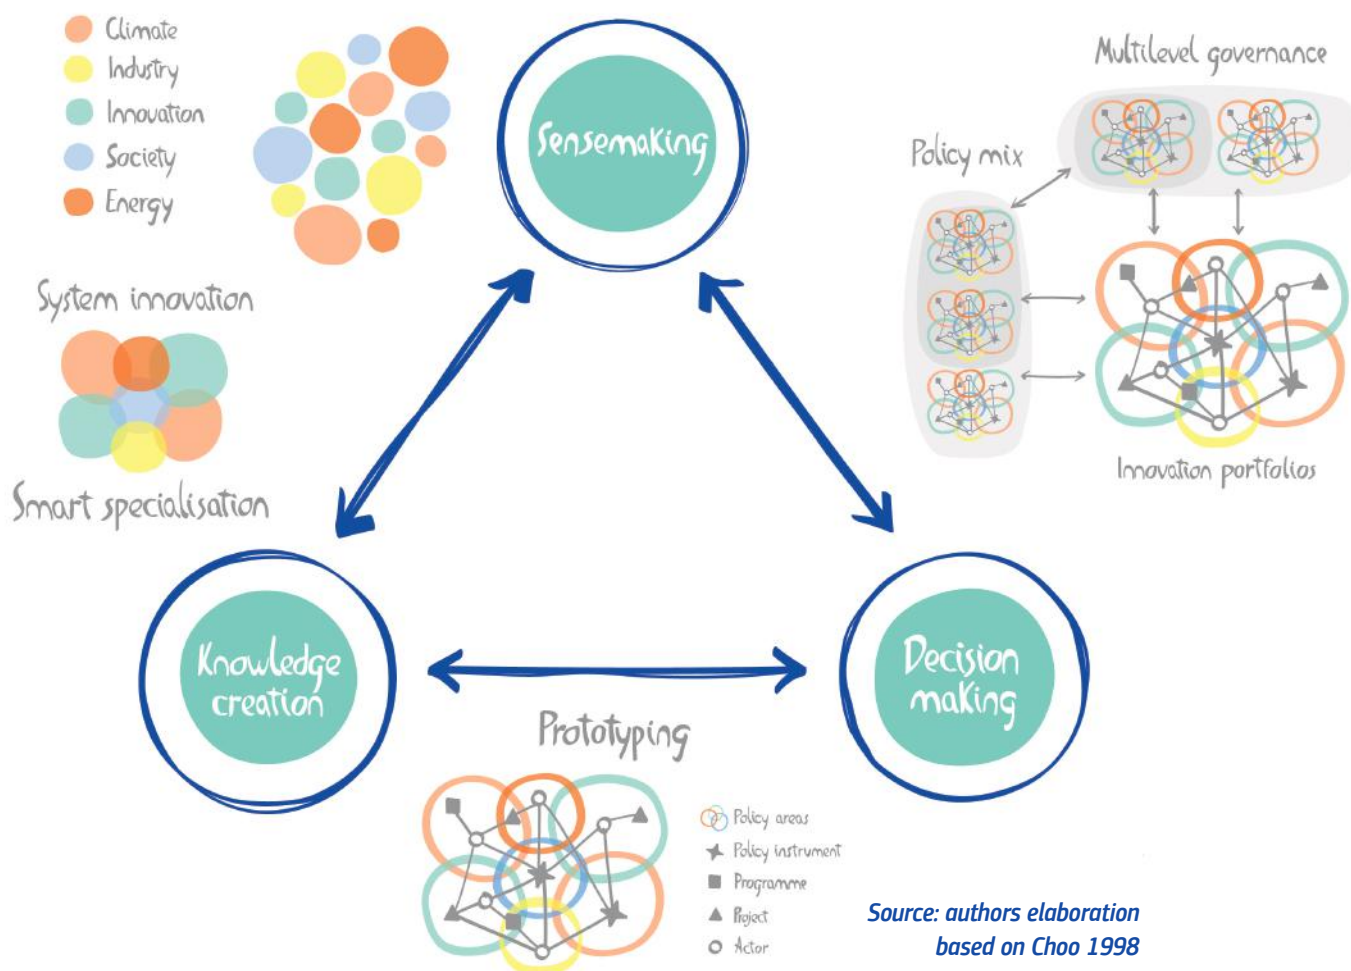 Climate
Industry
Innovation
Society
Energy
Sensemaking
Multilevel governance
Policy mix
System innovation
Smart specialisation
Innovation portfolios
Knowledge
creation
Decision
making
Prototyping
Policy areas
Policy instrument
Programme
Project
Actor
Source: authors elaboration
based on Choo 1998